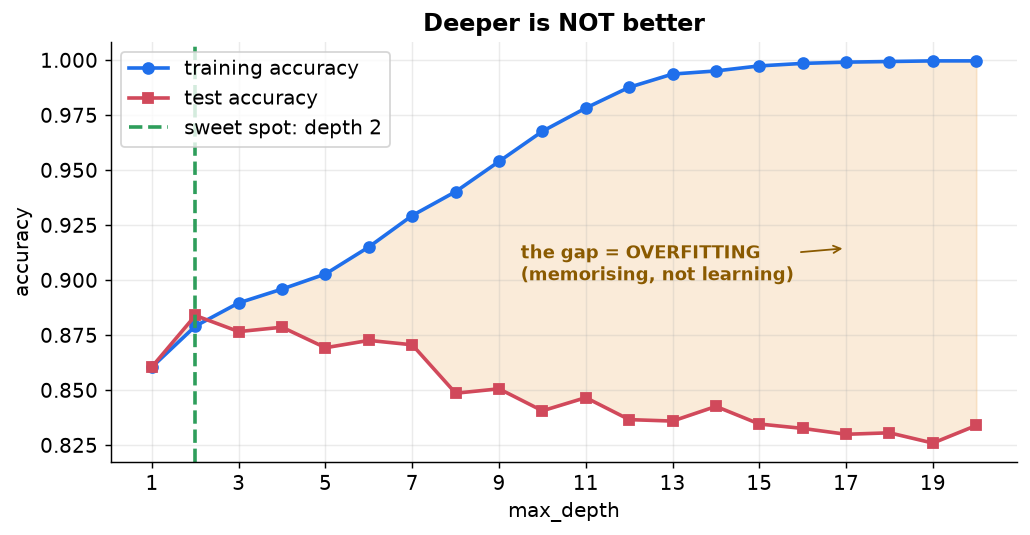 Deeper is NOT better
training accuracy
test accuracy
sweet spot: depth 2
the gap = OVERFITTING
(memorising, not learning)
accuracy
1.000
0.975
0.950
0.925
0.900
0.875
0.850
0.825
1 3 5 7 9 11 13 15 17 19
max_depth